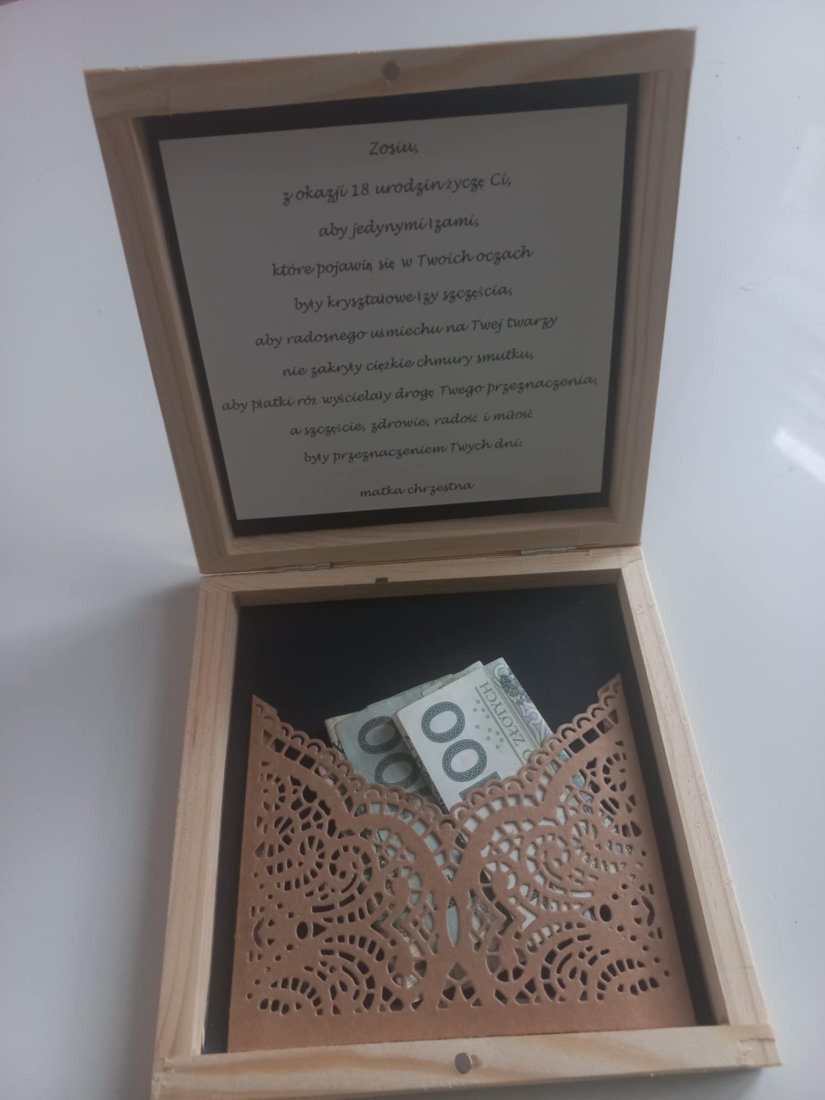 Zosiu,
z okazji 18 urodzin życzę Ci,
aby jedynymi łzami,
które pojawią się w Twoich oczach
były kryształowe łzy szczęścia,
aby radosnego uśmiechu na Twej twarzy
nie zakryły ciężkie chmury smutku,
aby płatki róż wyścielały drogę Twego przeznaczenia,
a szczęście, zdrowie, radość i miłość
były przeznaczeniem Twych dni.
matka chrzestna
00
00
ZŁOTYCH